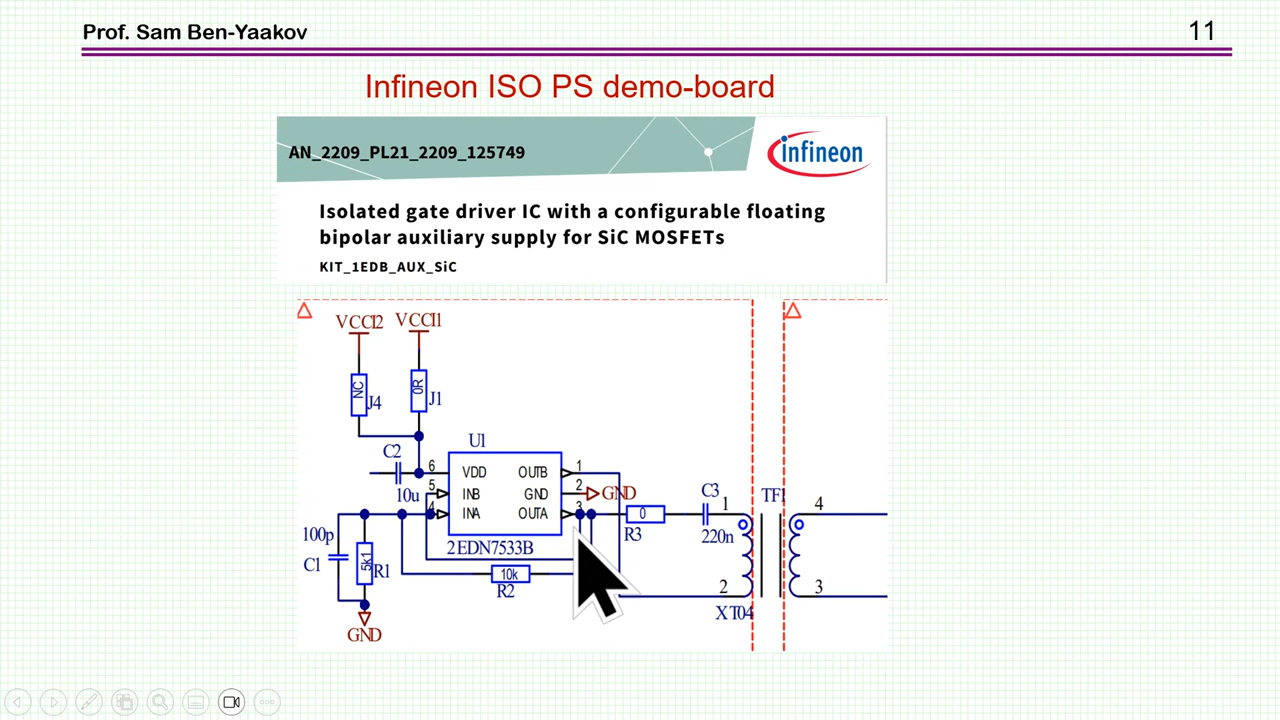 Prof. Sam Ben-Yaakov
11
Infineon ISO PS demo-board
AN_2209_PL21_2209_125749
infineon
Isolated gate driver IC with a configurable floating
bipolar auxiliary supply for SiC MOSFETs
KIT_1EDB_AUX_SiC
VCCI2
VCCI1
NC
J4
0R
J1
U1
C2
10u
6
VDD
OUTB
1
5
INB
GND
2
GND
4
INA
OUTA
3
2EDN7533B
R3
0
C3
220n
1
TF1
4
2
3
XT04
100p
C1
5k1
R1
10k
R2
GND